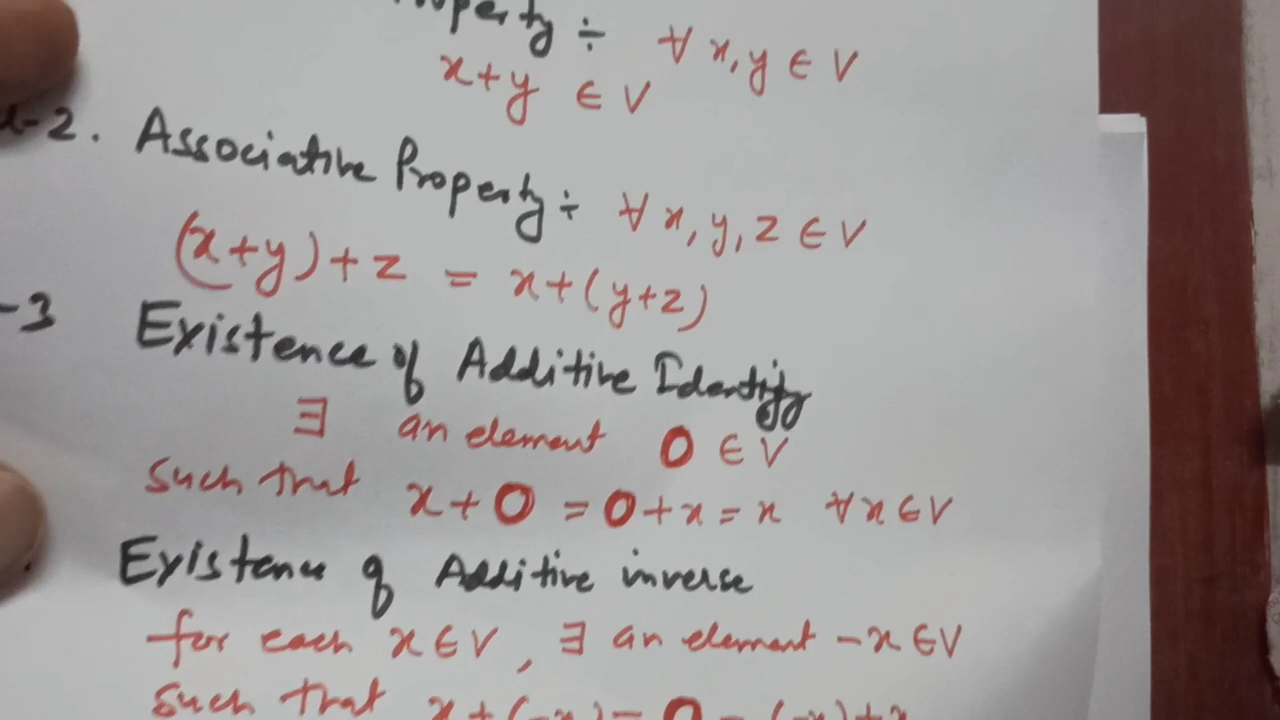 Property ÷ ∀ x, y ∈ V
x+y ∈ V
-2. Associative Property ÷ ∀ x, y, z ∈ V
(x+y)+z = x+(y+z)
-3 Existence of Additive Identity
∃ an element 0 ∈ V
such that x+0 = 0+x = x ∀x∈V
Existence of Additive inverse
for each x∈V, ∃ an element -x ∈V
such that x+(-x)=0=(-x)+x